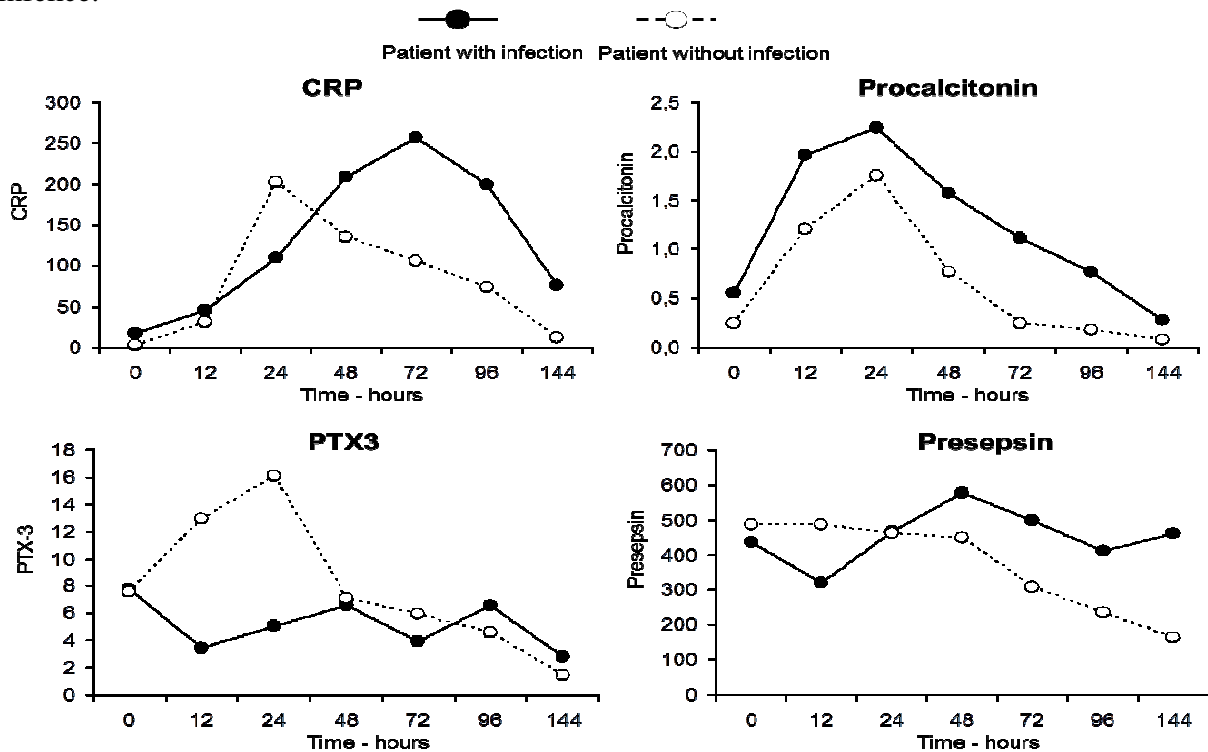 Patient with infection Patient without infection
CRP
300
250
200
150
100
50
0
CRP
0 12 24 48 72 96 144
Time - hours
Procalcitonin
2,5
2,0
1,5
1,0
0,5
0,0
Procalcitonin
0 12 24 48 72 96 144
Time - hours
PTX3
18
16
14
12
10
8
6
4
2
0
PTX-3
0 12 24 48 72 96 144
Time - hours
Presepsin
700
600
500
400
300
200
100
0
Presepsin
0 12 24 48 72 96 144
Time - hours